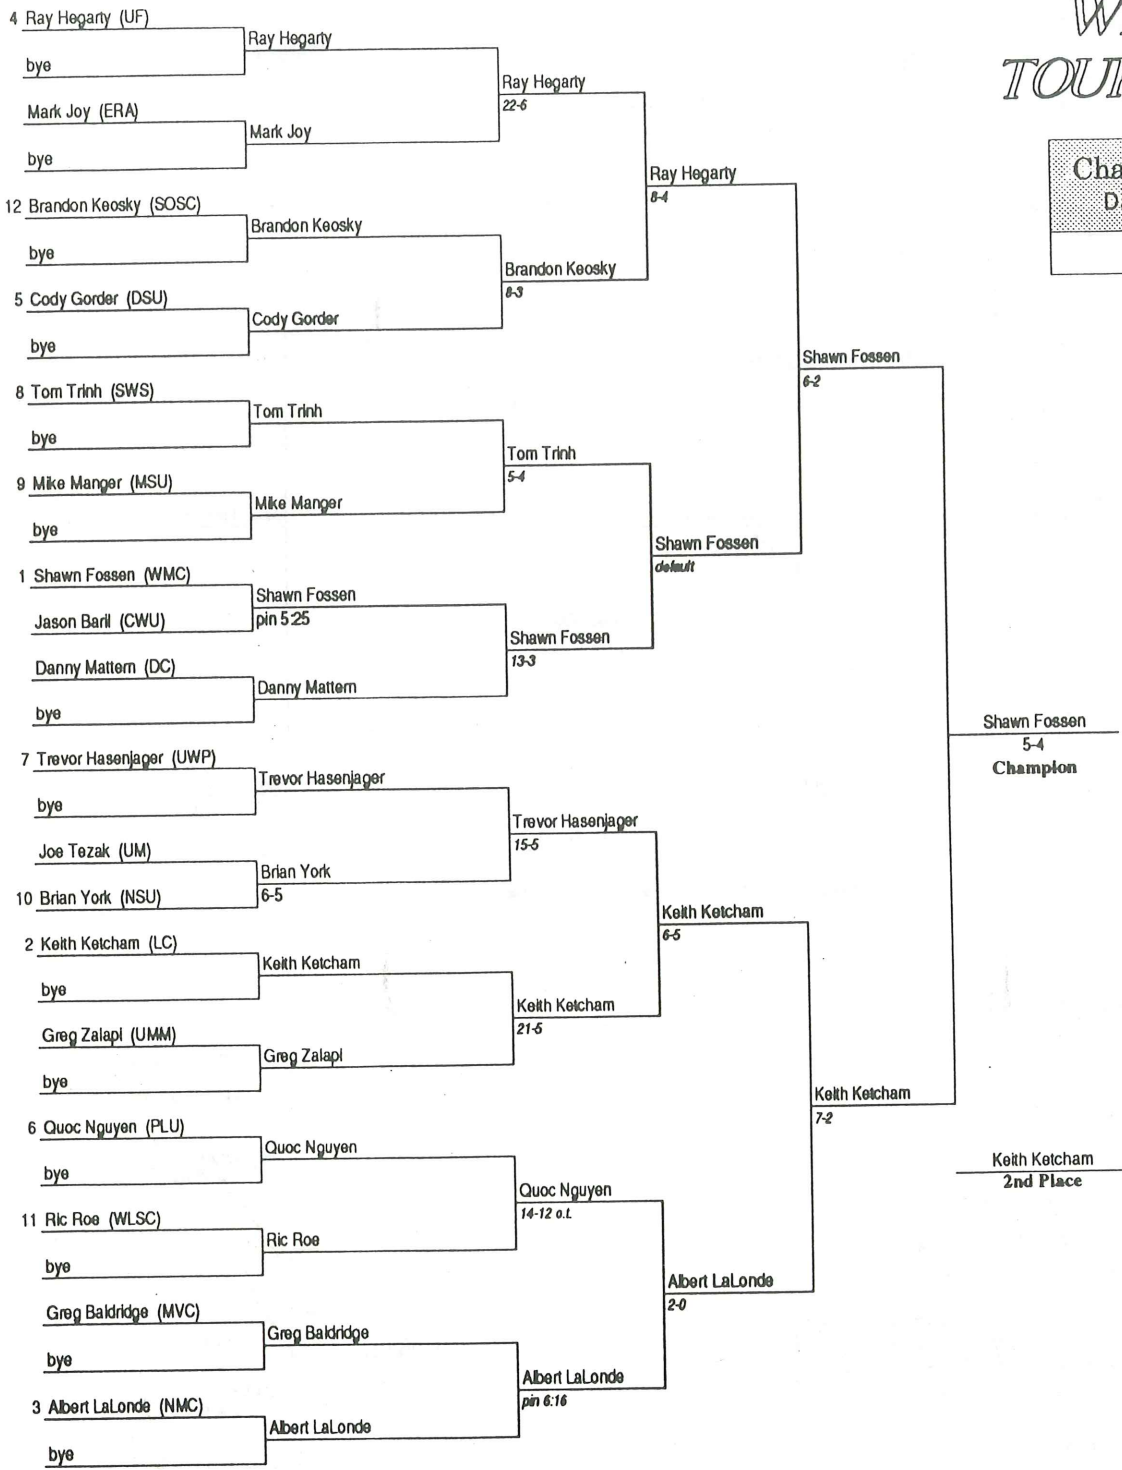 4 Ray Hegarty (UF)
bye
Mark Joy (ERA)
bye
12 Brandon Keosky (SOSC)
bye
5 Cody Gorder (DSU)
bye
8 Tom Trinh (SWS)
bye
9 Mike Manger (MSU)
bye
1 Shawn Fossen (WMC)
Jason Baril (CWU)
Danny Mattern (DC)
bye
7 Trevor Hasenjager (UWP)
bye
Joe Tezak (UM)
10 Brian York (NSU)
2 Keith Ketcham (LC)
bye
Greg Zalapi (UMM)
bye
6 Quoc Nguyen (PLU)
bye
11 Ric Roe (WLSC)
bye
Greg Baldridge (MVC)
bye
3 Albert LaLonde (NMC)
bye
Ray Hegarty
Mark Joy
Brandon Keosky
Cody Gorder
Tom Trinh
Mike Manger
Shawn Fossen
pin 5:25
Danny Mattern
Trevor Hasenjager
Brian York
6-5
Keith Ketcham
Greg Zalapi
Quoc Nguyen
Ric Roe
Greg Baldridge
Albert LaLonde
Ray Hegarty
22-6
Brandon Keosky
8-3
Tom Trinh
5-4
Shawn Fossen
13-3
Trevor Hasenjager
15-5
Keith Ketcham
21-5
Quoc Nguyen
14-12 o.t.
Albert LaLonde
pin 6:16
Ray Hegarty
8-4
Shawn Fossen
default
Keith Ketcham
6-5
Albert LaLonde
2-0
Shawn Fossen
6-2
Keith Ketcham
7-2
Shawn Fossen
5-4
Champion
Keith Ketcham
2nd Place